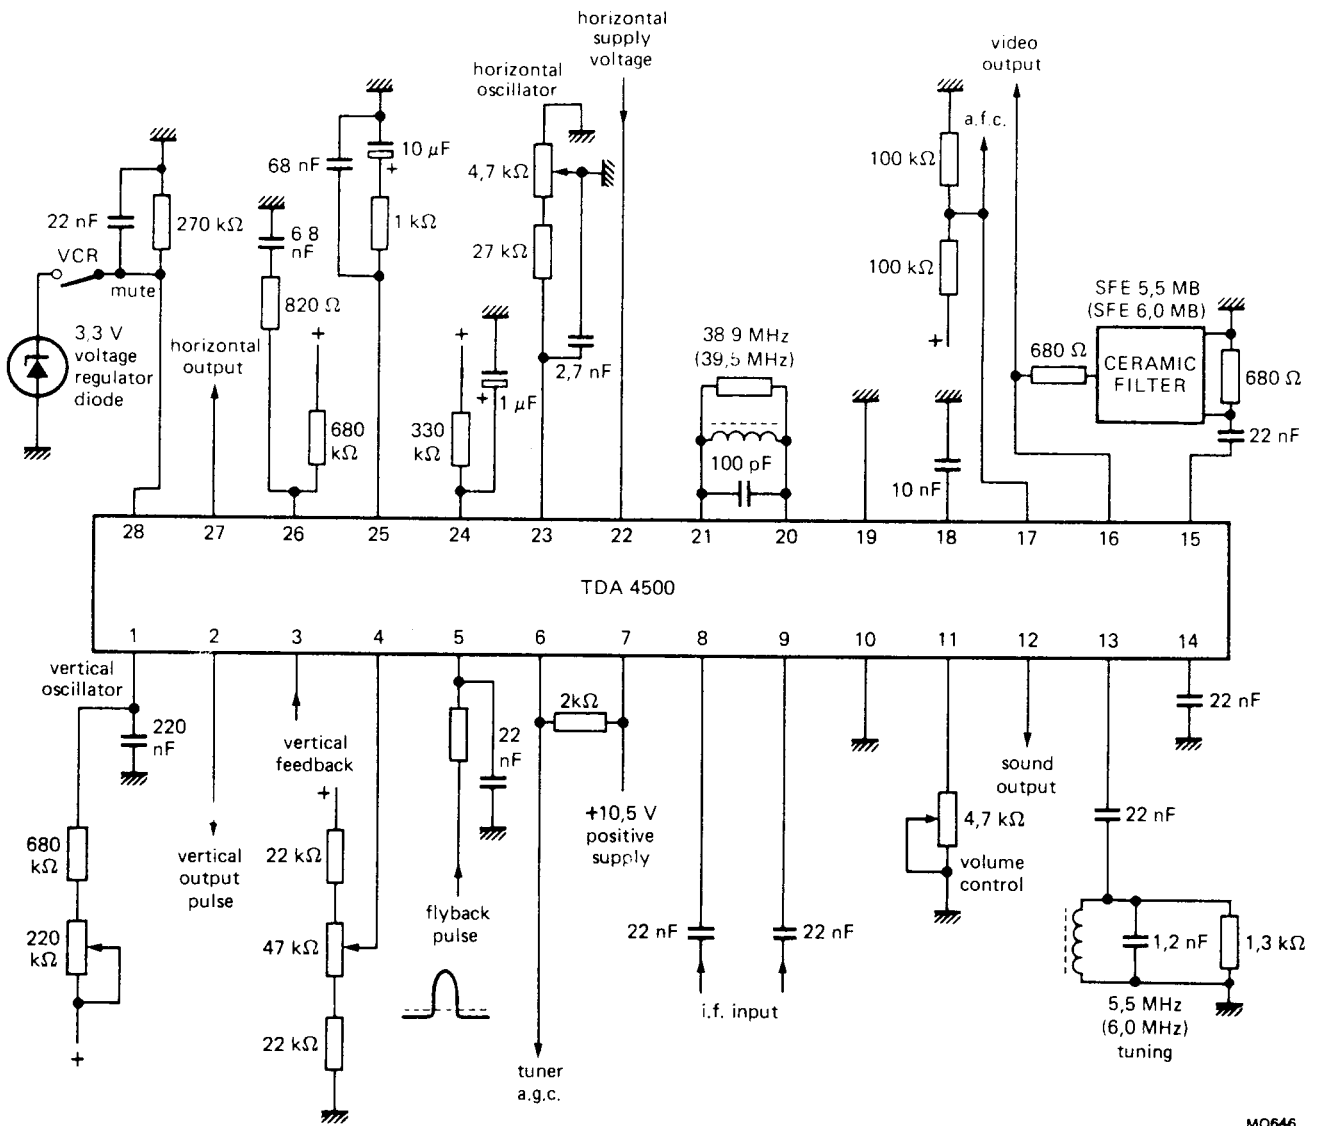 horizontal
supply
voltage
horizontal
oscillator
video
output
a.f.c.
10 µF
+
68 nF
100 kΩ
4,7 kΩ
22 nF
270 kΩ
1 kΩ
6 8
nF
VCR
27 kΩ
100 kΩ
mute
820 Ω
SFE 5,5 MB
(SFE 6,0 MB)
3,3 V
voltage
regulator
diode
horizontal
output
+
+
38 9 MHz
(39,5 MHz)
+
680 Ω
CERAMIC
FILTER
680 Ω
2,7 nF
+
1 µF
680
kΩ
330
kΩ
100 pF
10 nF
22 nF
28
27
26
25
24
23
22
21
20
19
18
17
16
15
TDA 4500
1
2
3
4
5
6
7
8
9
10
11
12
13
14
vertical
oscillator
220
nF
vertical
feedback
2kΩ
22
nF
22 nF
sound
output
+
+10,5 V
positive
supply
4,7 kΩ
22 nF
680
kΩ
vertical
output
pulse
22 kΩ
volume
control
flyback
pulse
220
kΩ
47 kΩ
22 nF
22 nF
1,2 nF
1,3 kΩ
i.f. input
5,5 MHz
(6,0 MHz)
tuning
+
22 kΩ
tuner
a.g.c.
MO646